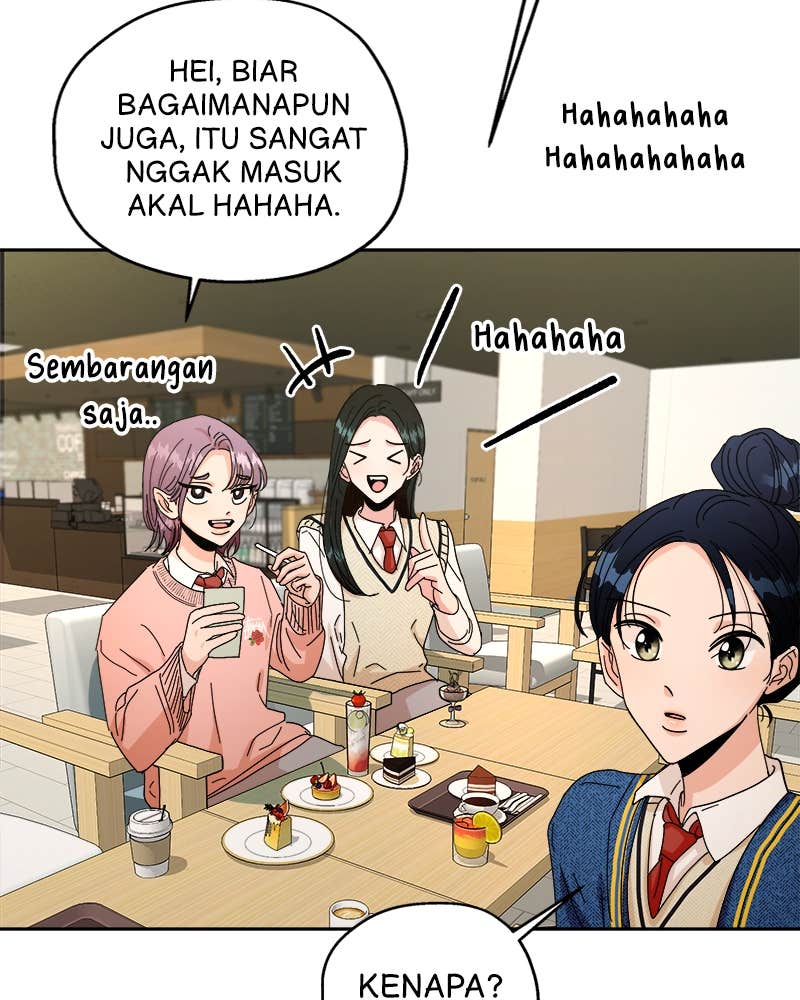 HEI, BIAR
BAGAIMANAPUN
JUGA, ITU SANGAT
NGGAK MASUK
AKAL HAHAHA.
Hahahahaha
Hahahahahaha
Hahahaha
Sembarangan
saja..
KENAPA?